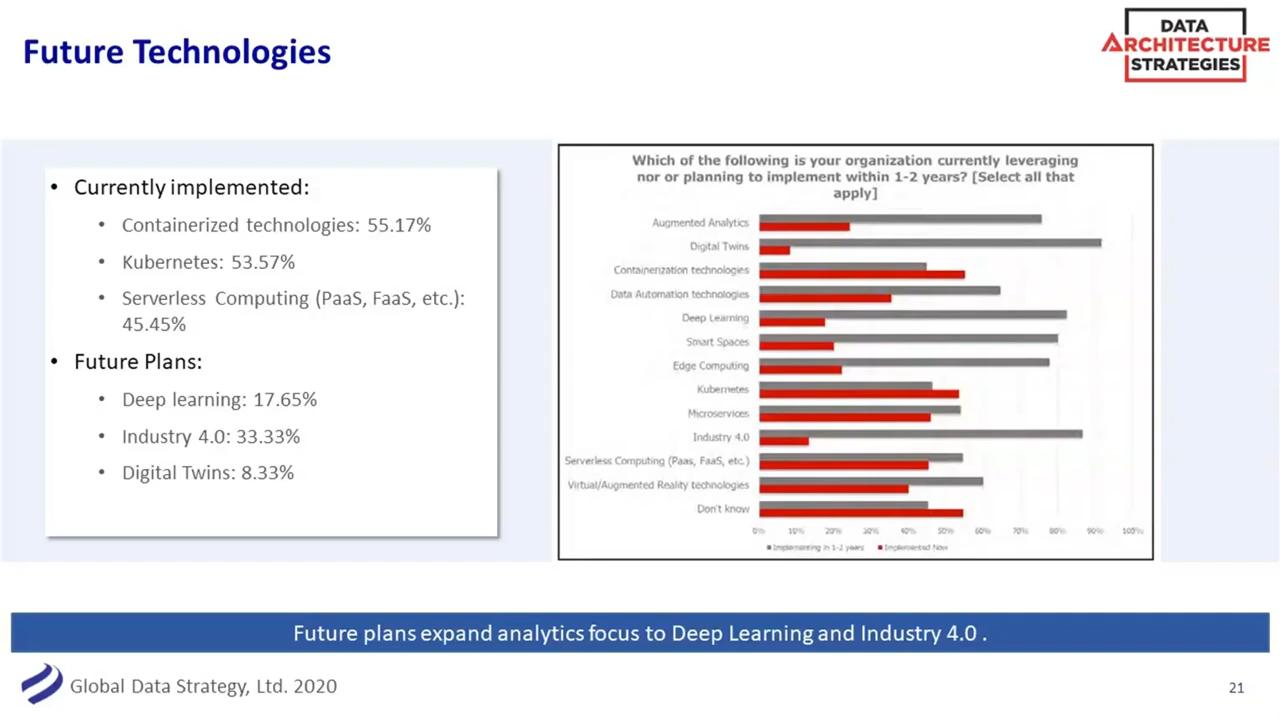 Future Technologies
DATA
ARCHITECTURE
STRATEGIES
• Currently implemented:
• Containerized technologies: 55.17%
• Kubernetes: 53.57%
• Serverless Computing (PaaS, FaaS, etc.):
45.45%
• Future Plans:
• Deep learning: 17.65%
• Industry 4.0: 33.33%
• Digital Twins: 8.33%
Which of the following is your organization currently leveraging
nor or planning to implement within 1-2 years? [Select all that
apply]
Augmented Analytics
Digital Twins
Containerization technologies
Data Automation technologies
Deep Learning
Smart Spaces
Edge Computing
Kubernetes
Microservices
Industry 4.0
Serverless Computing (Paas, FaaS, etc.)
Virtual/Augmented Reality technologies
Don't know
0% 10% 20% 30% 40% 50% 60% 70% 80% 90% 100%
Implementing in 1-2 years Implemented Now
Future plans expand analytics focus to Deep Learning and Industry 4.0 .
Global Data Strategy, Ltd. 2020
21